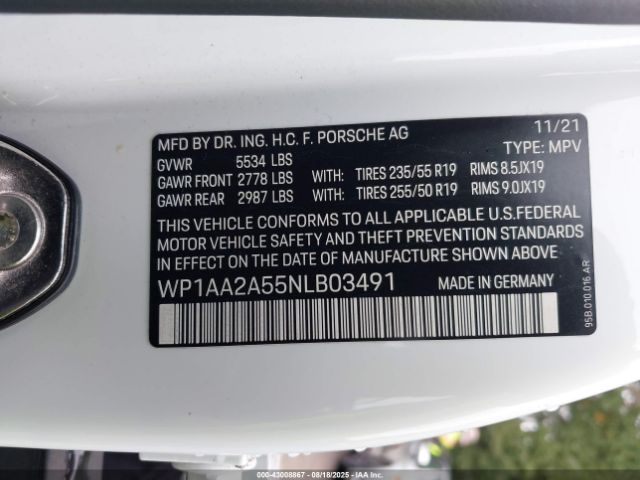 MFD BY DR. ING. H.C. F. PORSCHE AG 11/21
GVWR 5534 LBS TYPE: MPV
GAWR FRONT 2778 LBS WITH: TIRES 235/55 R19 RIMS 8.5JX19
GAWR REAR 2987 LBS WITH: TIRES 255/50 R19 RIMS 9.0JX19
THIS VEHICLE CONFORMS TO ALL APPLICABLE U.S.FEDERAL
MOTOR VEHICLE SAFETY AND THEFT PREVENTION STANDARDS
IN EFFECT ON THE DATE OF MANUFACTURE SHOWN ABOVE
WP1AA2A55NLB03491 MADE IN GERMANY
95B.010.016 AR
000-43008867 - 08/18/2025 - IAA Inc.